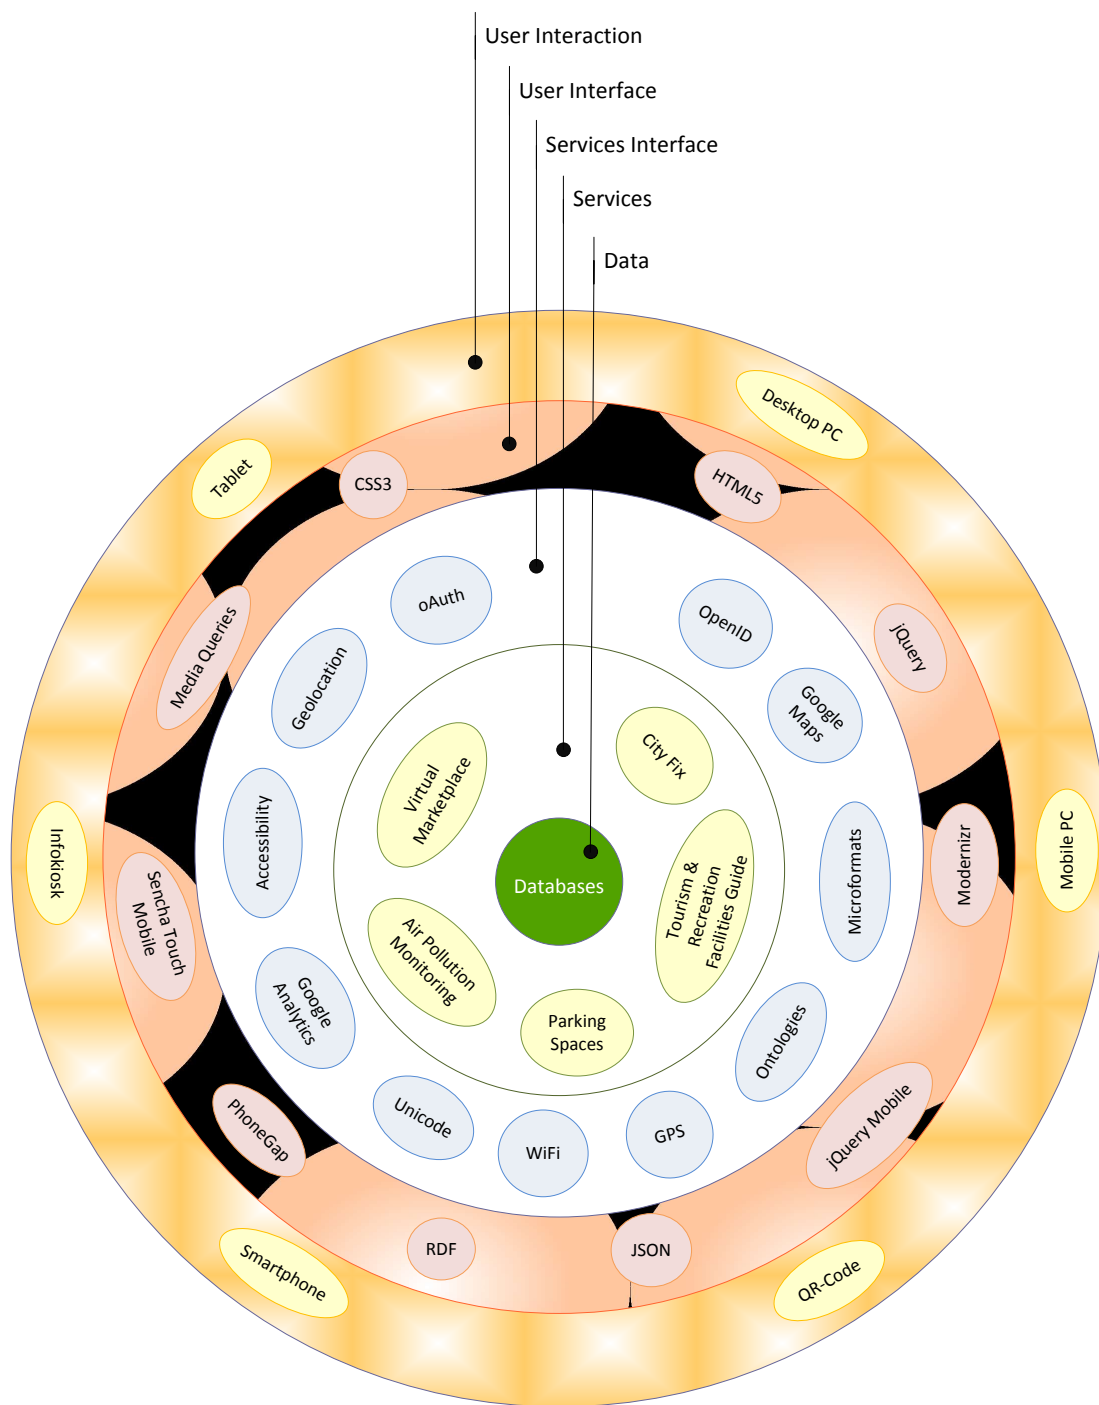 User Interaction
User Interface
Services Interface
Services
Data
Desktop PC
Tablet
CSS3
HTML5
oAuth
OpenID
jQuery
Media Queries
Geolocation
Google
Maps
City Fix
Virtual
Marketplace
Accessibility
Infokiosk
Mobile PC
Modernizr
Microformats
Databases
Tourism &
Recreation
Facilities Guide
Sencha Touch
Mobile
Air Pollution
Monitoring
Google
Analytics
Parking
Spaces
Ontologies
Unicode
WiFi
GPS
PhoneGap
jQuery Mobile
RDF
JSON
Smartphone
QR-Code